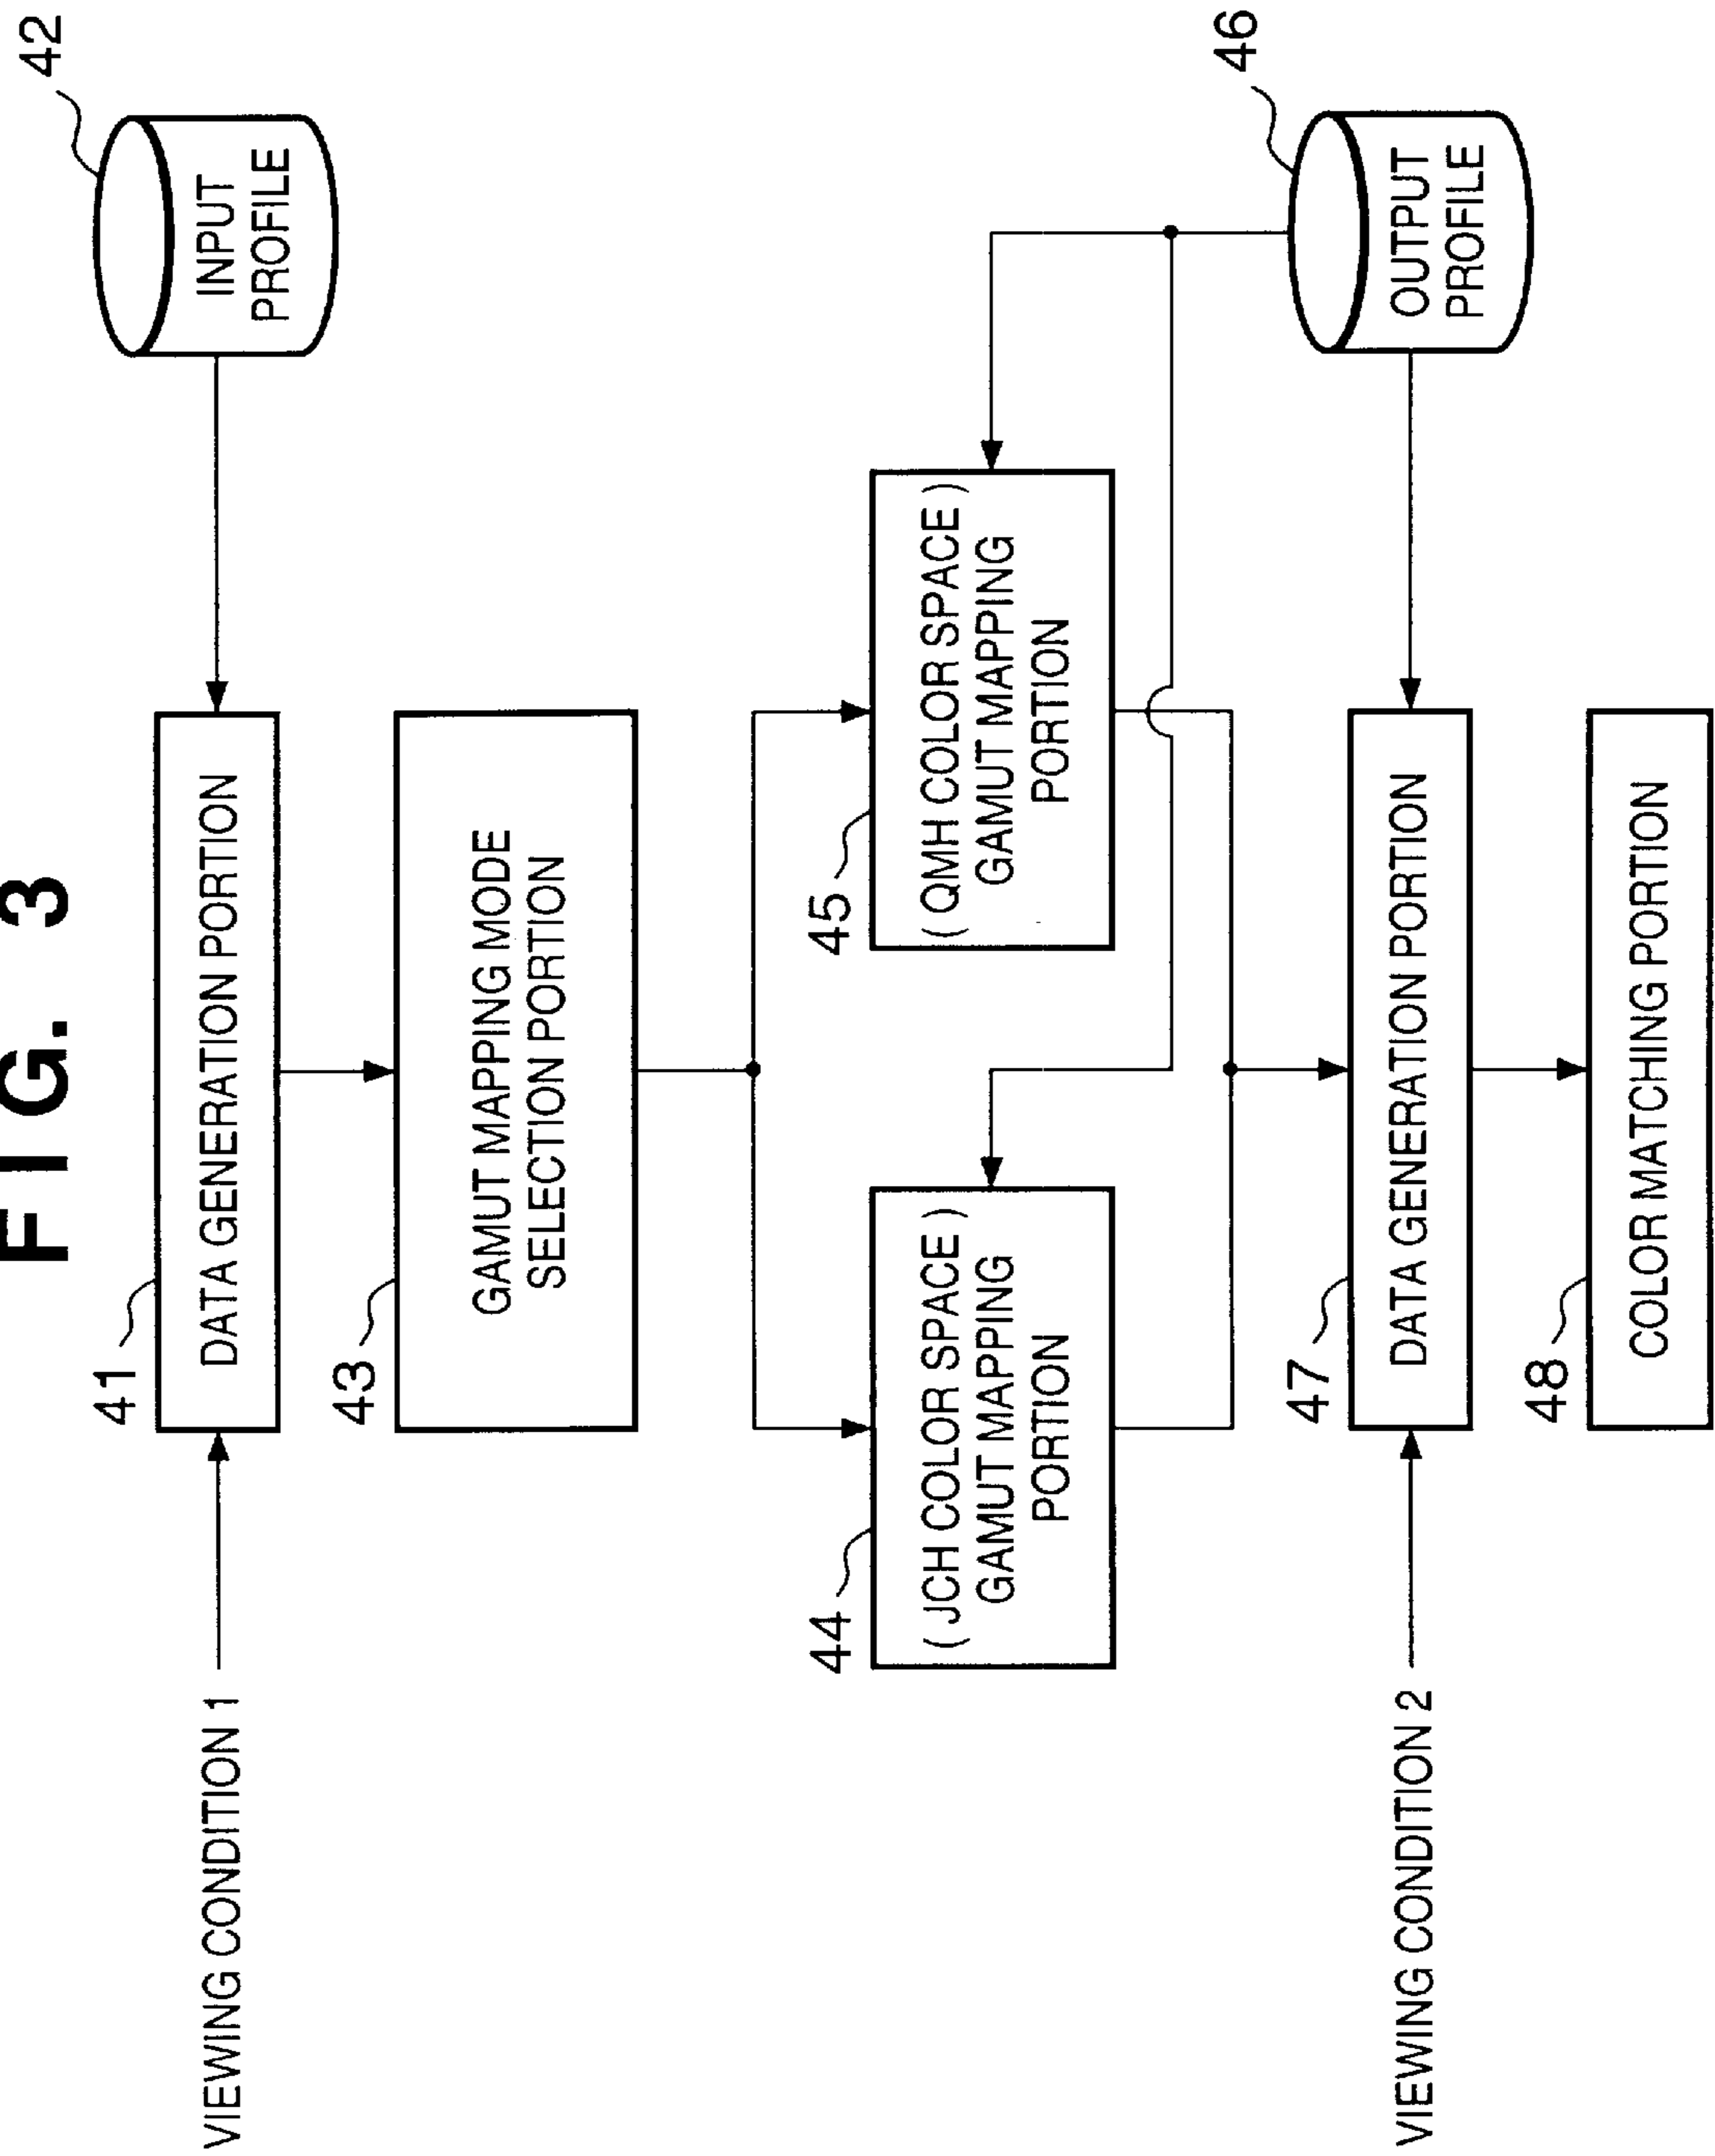 FIG. 3
42
INPUT
PROFILE
41
DATA GENERATION PORTION
VIEWING CONDITION 1
43
GAMUT MAPPING MODE
SELECTION PORTION
44
( JCH COLOR SPACE )
GAMUT MAPPING
PORTION
45
( QMH COLOR SPACE )
GAMUT MAPPING
PORTION
46
OUTPUT
PROFILE
47
DATA GENERATION PORTION
VIEWING CONDITION 2
48
COLOR MATCHING PORTION